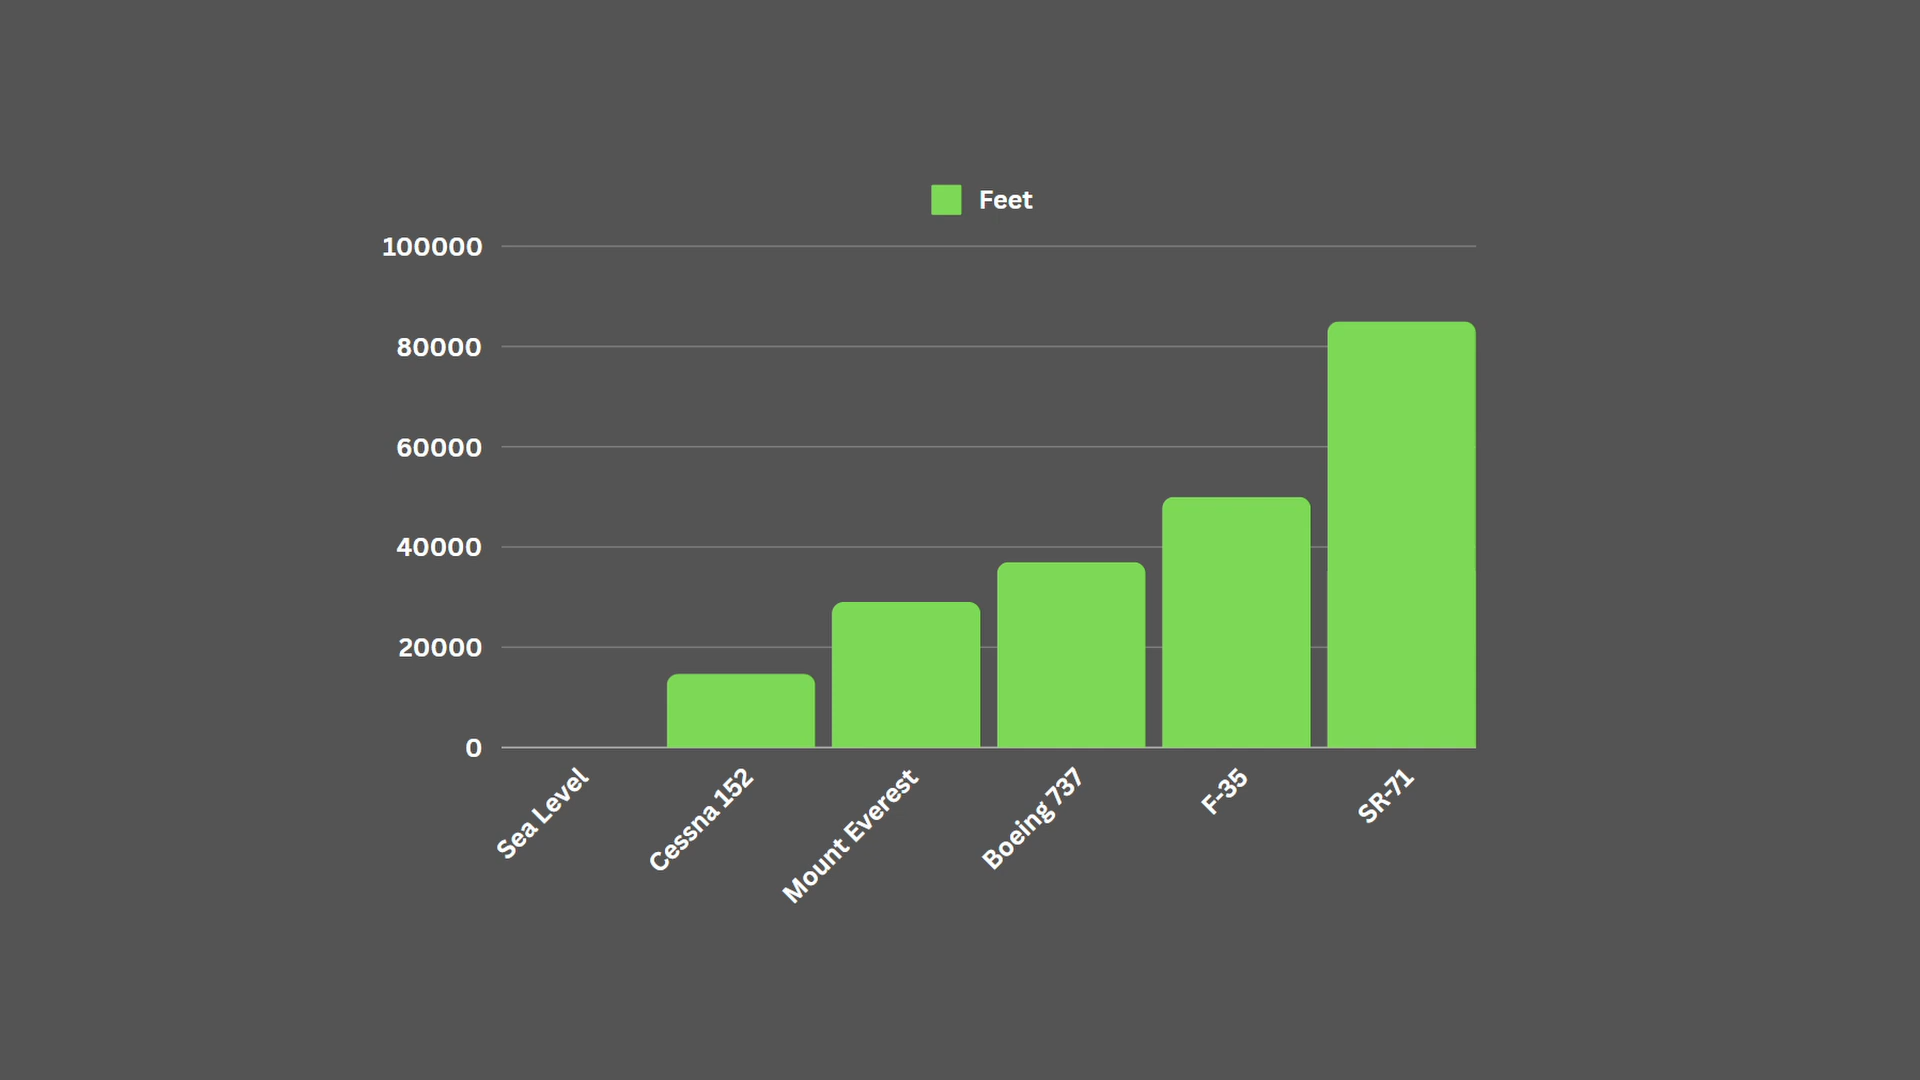 Feet
100000
80000
60000
40000
20000
0
Sea Level
Cessna 152
Mount Everest
Boeing 737
F-35
SR-71